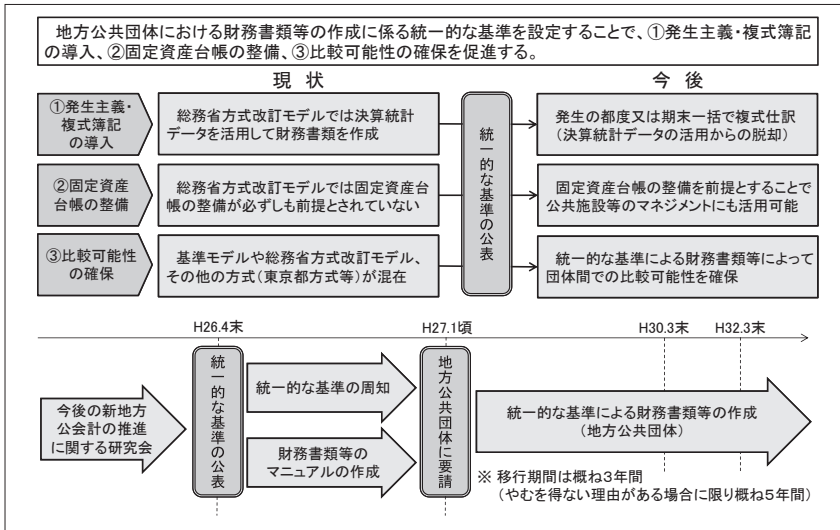 地方公共団体における財務書類等の作成に係る統一的な基準を設定することで、①発生主義・複式簿記
の導入、②固定資産台帳の整備、③比較可能性の確保を促進する。
現 状
今 後
①発生主義・
複式簿記
の導入
総務省方式改訂モデルでは決算統計
データを活用して財務書類を作成
統一的な基準の公表
発生の都度又は期末一括で複式仕訳
（決算統計データの活用からの脱却）
②固定資産
台帳の整備
総務省方式改訂モデルでは固定資産台
帳の整備が必ずしも前提とされていない
固定資産台帳の整備を前提とすることで
公共施設等のマネジメントにも活用可能
③比較可能性
の確保
基準モデルや総務省方式改訂モデル、
その他の方式（東京都方式等）が混在
統一的な基準による財務書類等によって
団体間での比較可能性を確保
H26.4末
H27.1頃
H30.3末
H32.3末
今後の新地方
公会計の推進
に関する研究会
統一的な基準の公表
統一的な基準の周知
財務書類等の
マニュアルの作成
地方公共団体に要請
統一的な基準による財務書類等の作成
（地方公共団体）
※ 移行期間は概ね３年間
（やむを得ない理由がある場合に限り概ね５年間）